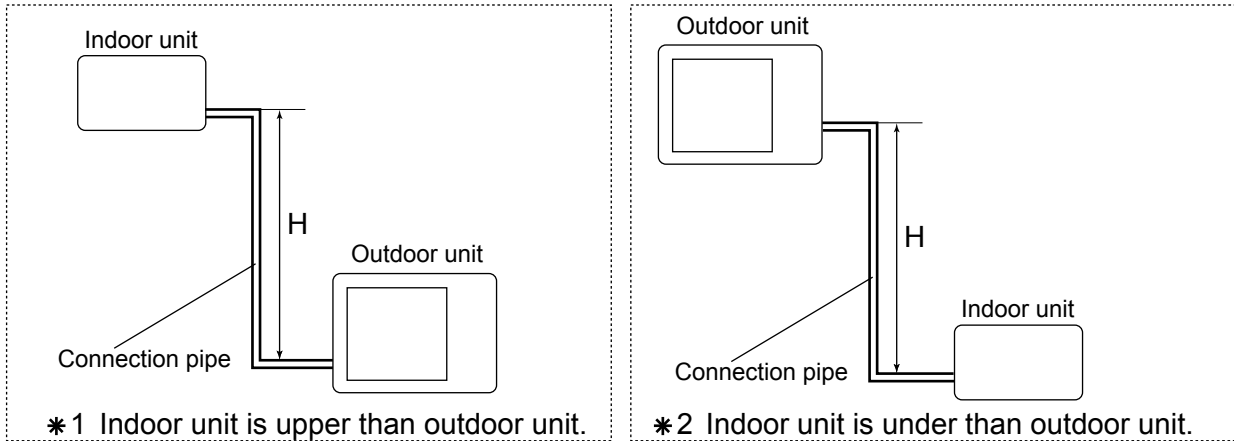 Indoor unit
H
Outdoor unit
Connection pipe
*1 Indoor unit is upper than outdoor unit.
Outdoor unit
H
Indoor unit
Connection pipe
*2 Indoor unit is under than outdoor unit.